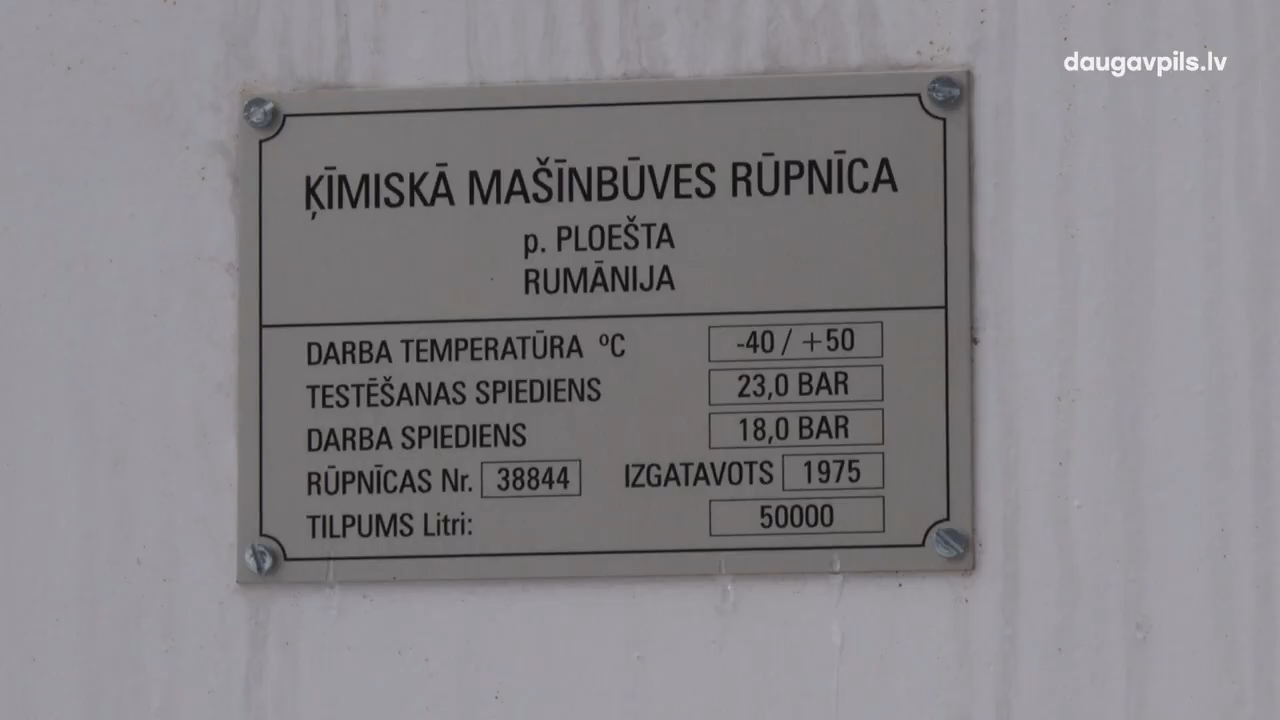 daugavpils.lv
ĶĪMISKĀ MAŠĪNBŪVES RŪPNĪCA
p. PLOEŠTA
RUMĀNIJA
DARBA TEMPERATŪRA ºC -40 / +50
TESTĒŠANAS SPIEDIENS 23,0 BAR
DARBA SPIEDIENS 18,0 BAR
RŪPNĪCAS Nr. 38844 IZGATAVOTS 1975
TILPUMS Litri: 50000